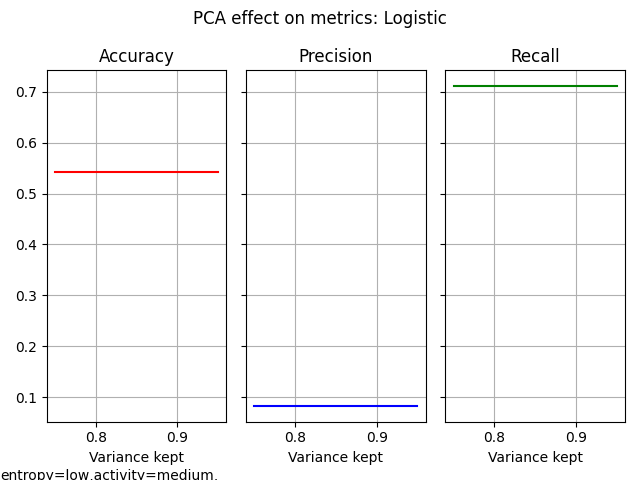 PCA effect on metrics: Logistic
Accuracy Precision Recall
0.7
0.6
0.5
0.4
0.3
0.2
0.1
0.8 0.9 0.8 0.9 0.8 0.9
Variance kept Variance kept Variance kept
entropy=low,activity=medium,